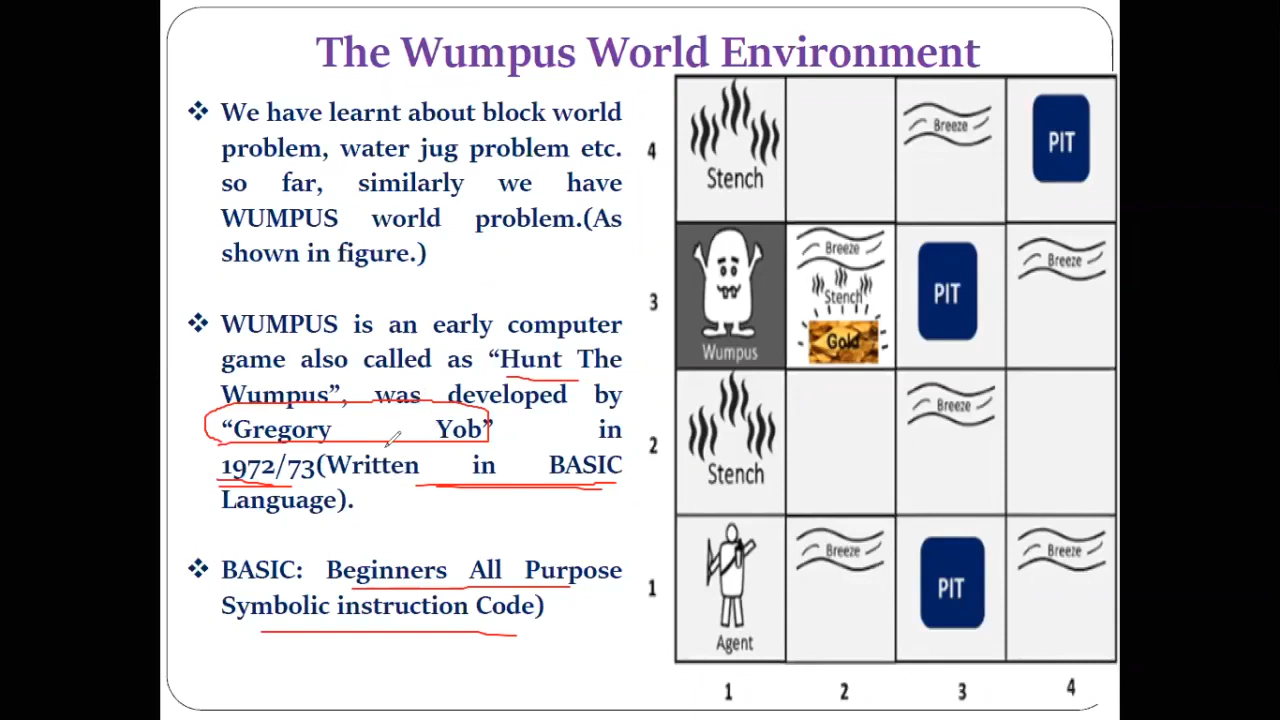 The Wumpus World Environment
❖ We have learnt about block world
problem, water jug problem etc.
so far, similarly we have
WUMPUS world problem.(As
shown in figure.)
❖ WUMPUS is an early computer
game also called as “Hunt The
Wumpus”, was developed by
“Gregory Yob” in
1972/73(Written in BASIC
Language).
❖ BASIC: Beginners All Purpose
Symbolic instruction Code)
4
Stench
Breeze
PIT
3
Wumpus
Breeze
Stench
Gold
PIT
Breeze
2
Stench
Breeze
1
Agent
Breeze
PIT
Breeze
1 2 3 4